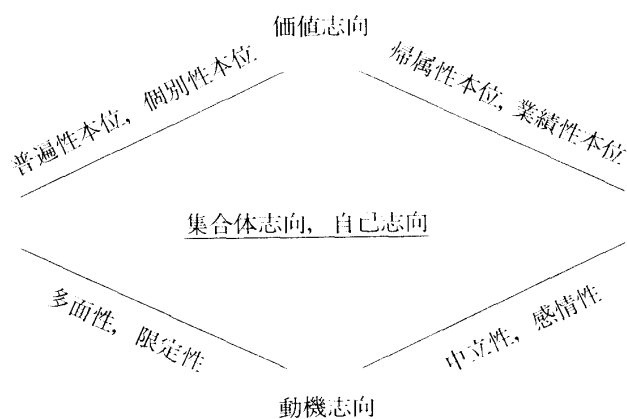 価値志向
普遍性本位，個別性本位
帰属性本位，業績性本位
集合体志向，自己志向
多面性，限定性
中立性，感情性
動機志向